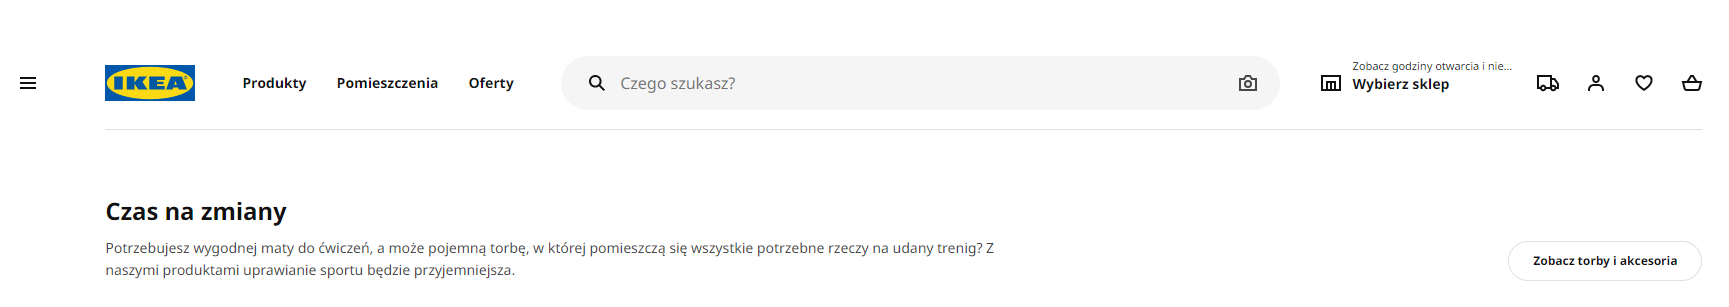 IKEA
Produkty
Pomieszczenia
Oferty
Czego szukasz?
Zobacz godziny otwarcia i nie...
Wybierz sklep
Czas na zmiany
Potrzebujesz wygodnej maty do ćwiczeń, a może pojemną torbę, w której pomieszczą się wszystkie potrzebne rzeczy na udany trenig? Z
naszymi produktami uprawianie sportu będzie przyjemniejsza.
Zobacz torby i akcesoria